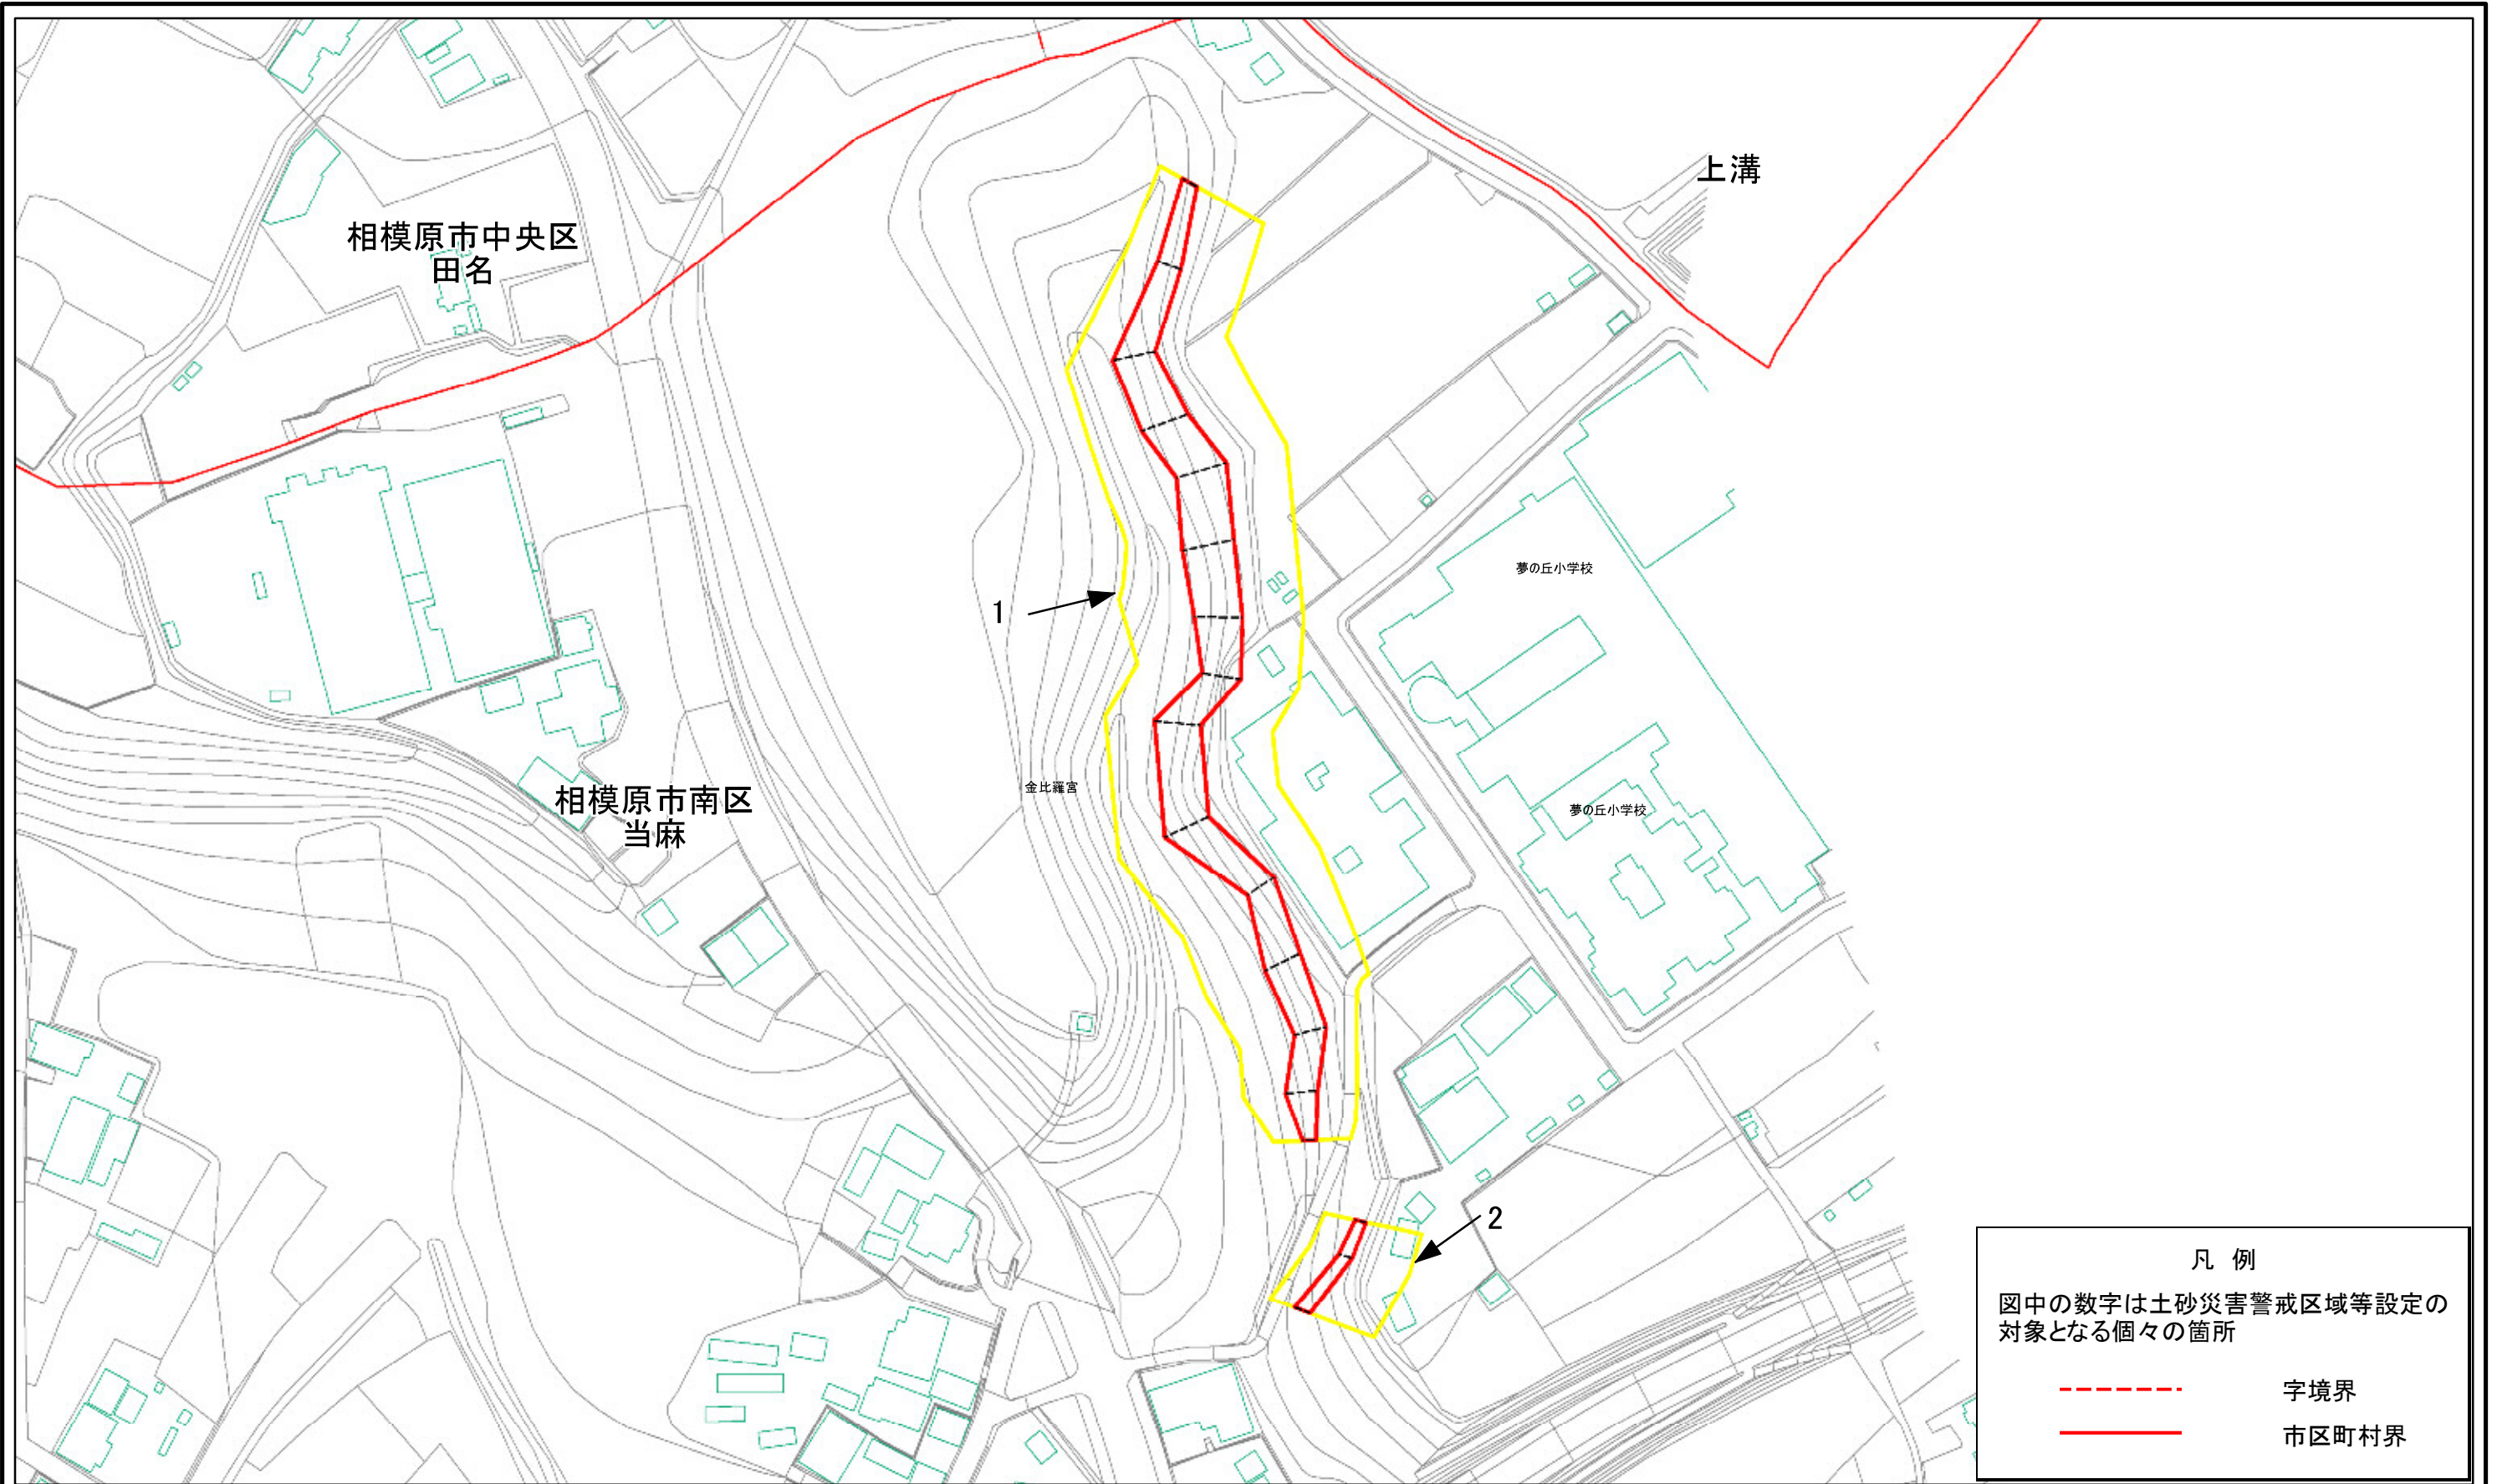 上溝
相模原市中央区
田名
夢の丘小学校
1
金比羅宮
相模原市南区
当麻
夢の丘小学校
2
凡 例
図中の数字は土砂災害警戒区域等設定の
対象となる個々の箇所
字境界
市区町村界